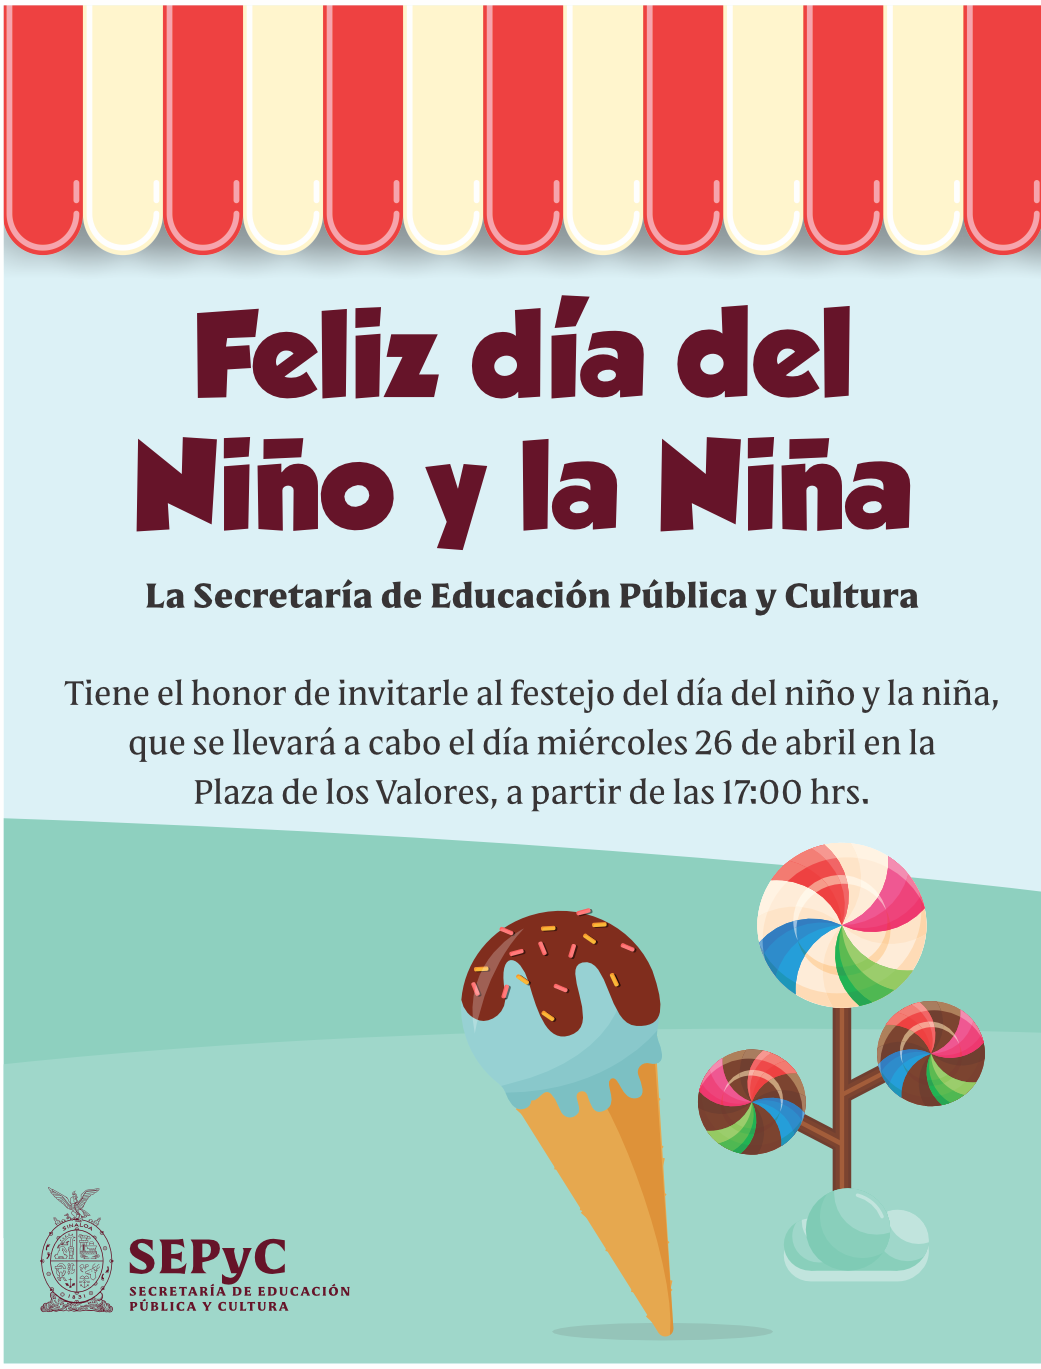 Feliz día del
Niño y la Niña
La Secretaría de Educación Pública y Cultura
Tiene el honor de invitarle al festejo del día del niño y la niña,
que se llevará a cabo el día miércoles 26 de abril en la
Plaza de los Valores, a partir de las 17:00 hrs.
SINALOA
1831
SEPyC
SECRETARÍA DE EDUCACIÓN
PÚBLICA Y CULTURA